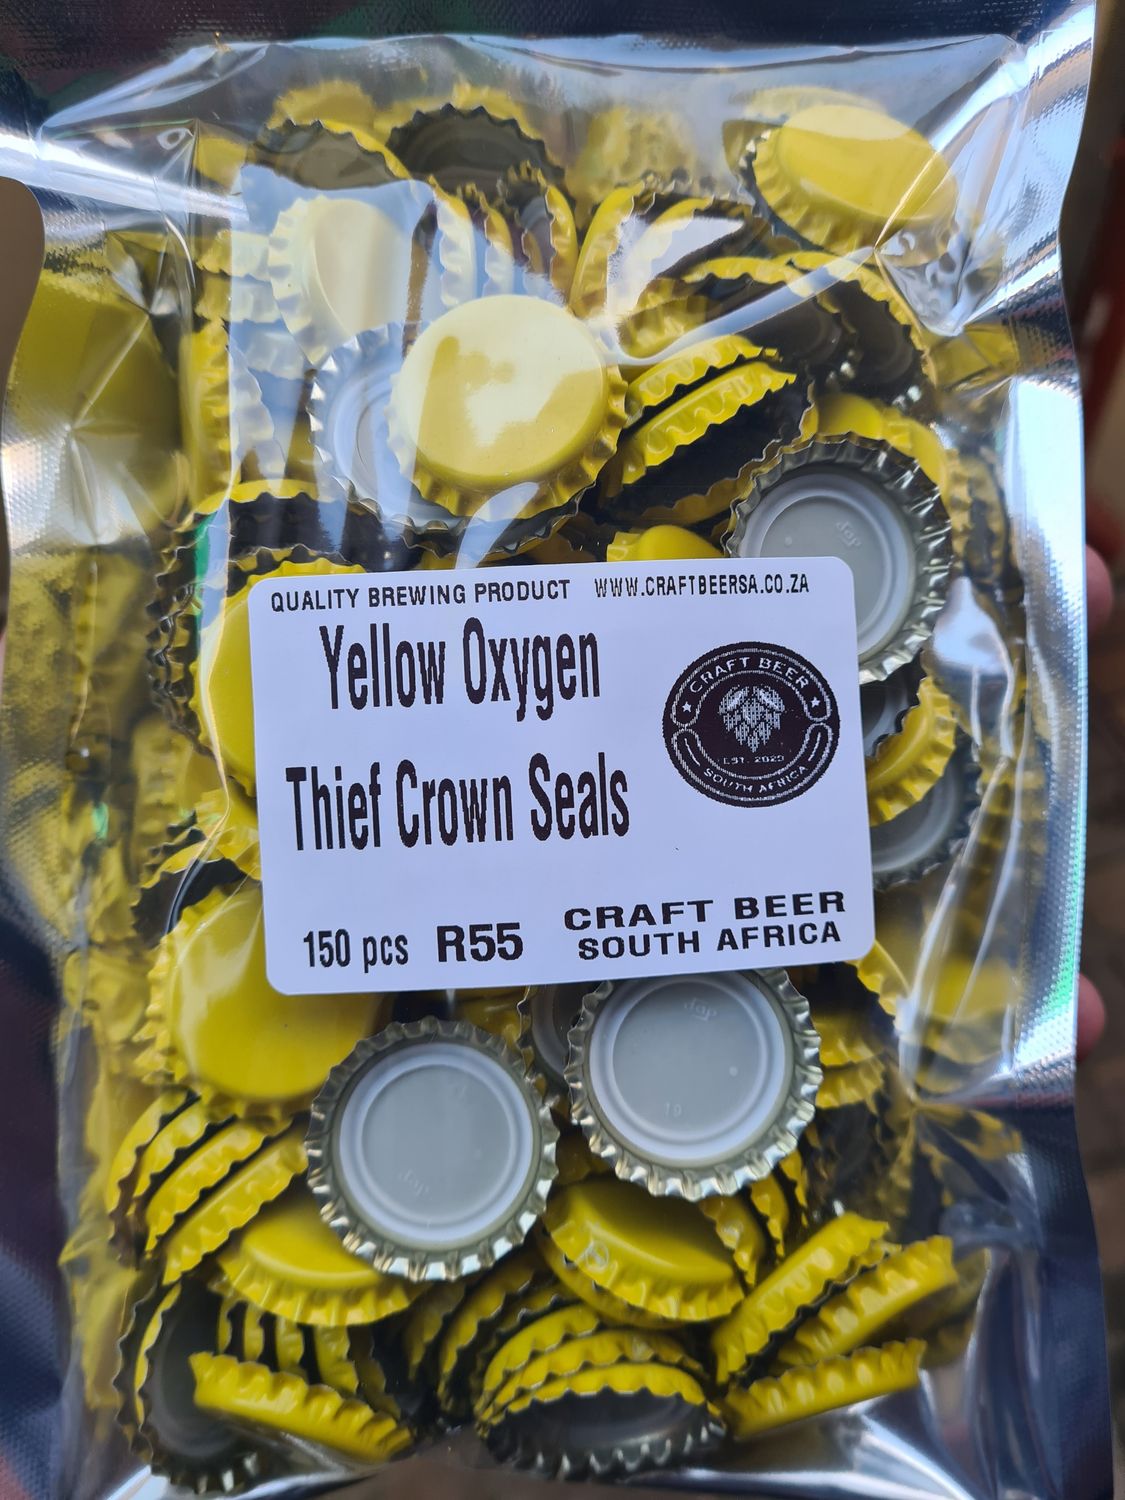 QUALITY BREWING PRODUCT WWW.CRAFTBEERSA.CO.ZA
Yellow Oxygen
Thief Crown Seals
CRAFT BEER
EST. 2020
SOUTH AFRICA
150 pcs R55
CRAFT BEER
SOUTH AFRICA
19